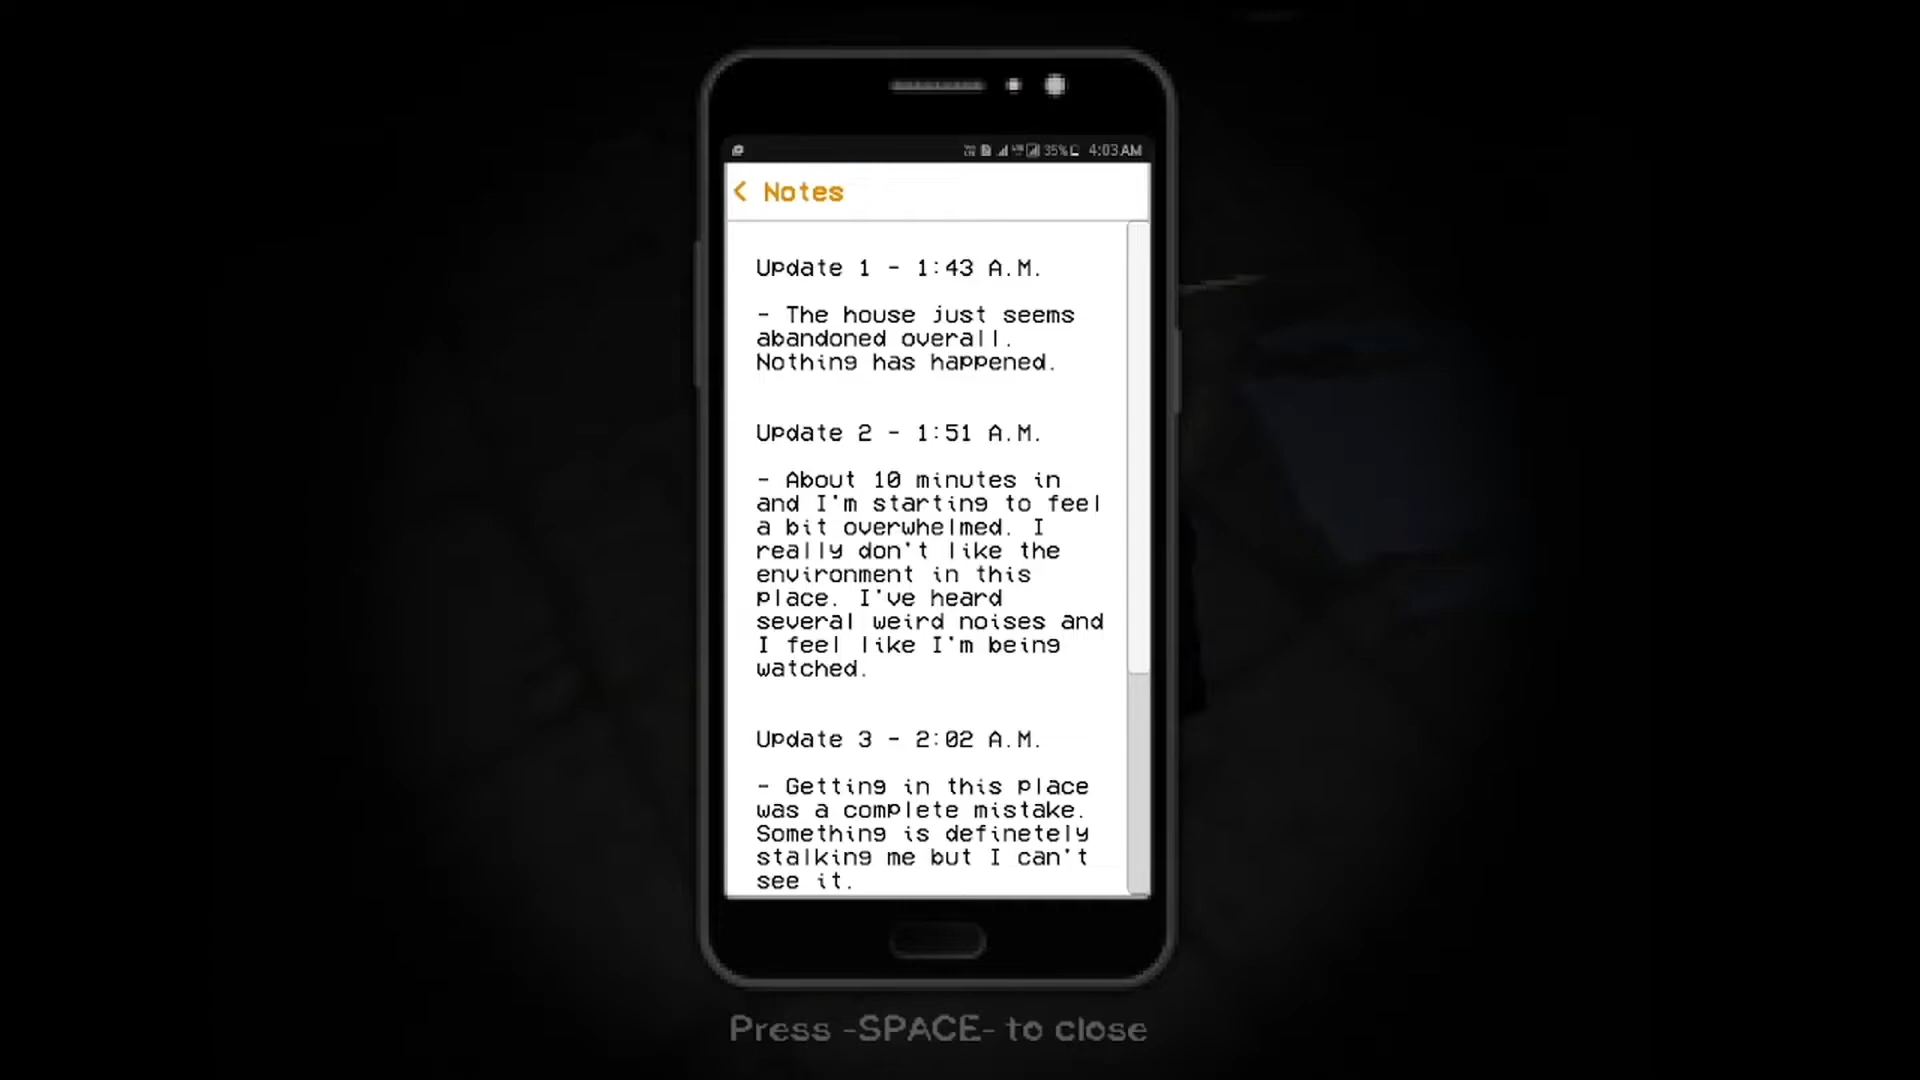 35% 4:03 AM
Notes
Update 1 - 1:43 A.M.
- The house just seems
abandoned overall.
Nothing has happened.
Update 2 - 1:51 A.M.
- About 10 minutes in
and I'm starting to feel
a bit overwhelmed. I
really don't like the
environment in this
place. I've heard
several weird noises and
I feel like I'm being
watched.
Update 3 - 2:02 A.M.
- Getting in this place
was a complete mistake.
Something is definetely
stalking me but I can't
see it.
Press -SPACE- to close